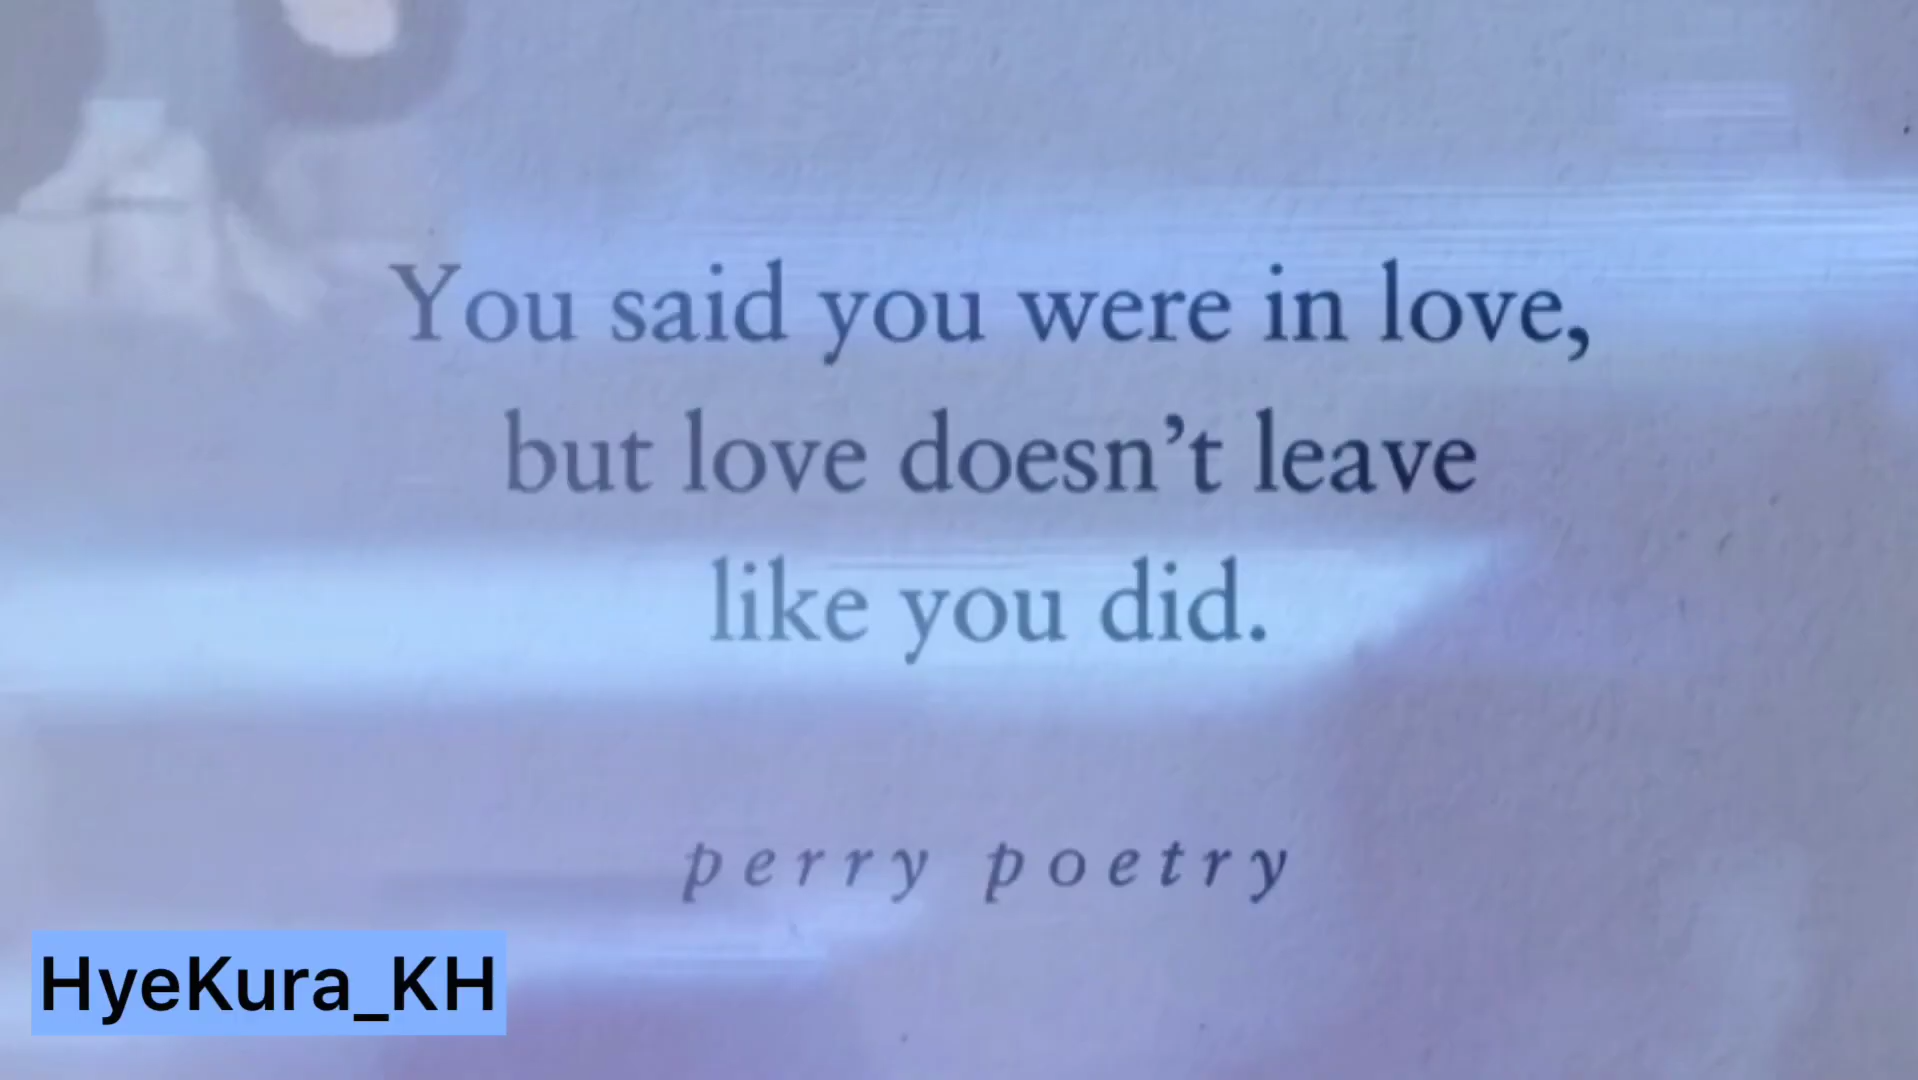 You said you were in love,
but love doesn’t leave
like you did.
perry poetry
HyeKura_KH